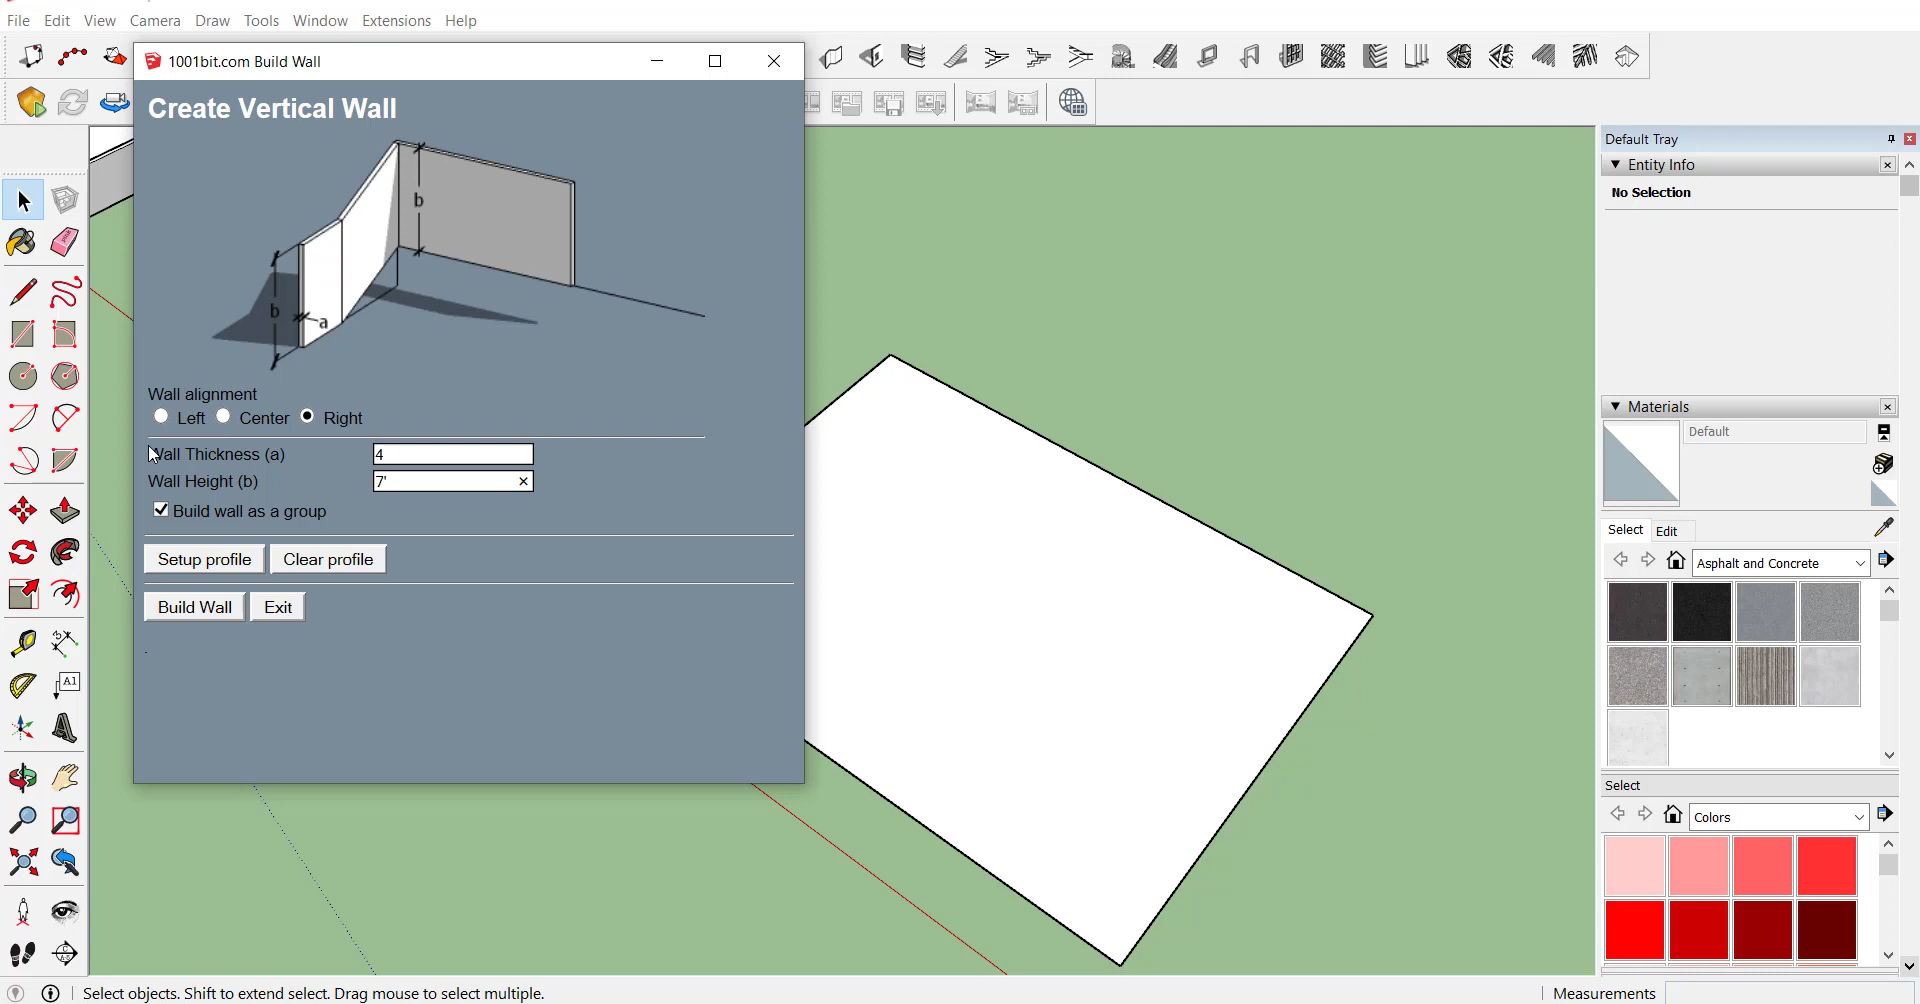 File Edit View Camera Draw Tools Window Extensions Help
1001bit.com Build Wall
Create Vertical Wall
b
b
a
Wall alignment
Left Center Right
Wall Thickness (a) 4
Wall Height (b) 7'
Build wall as a group
Setup profile Clear profile
Build Wall Exit
A1
Default Tray
Entity Info
No Selection
Materials
Default
Select Edit
Asphalt and Concrete
Select
Colors
Select objects. Shift to extend select. Drag mouse to select multiple.
Measurements